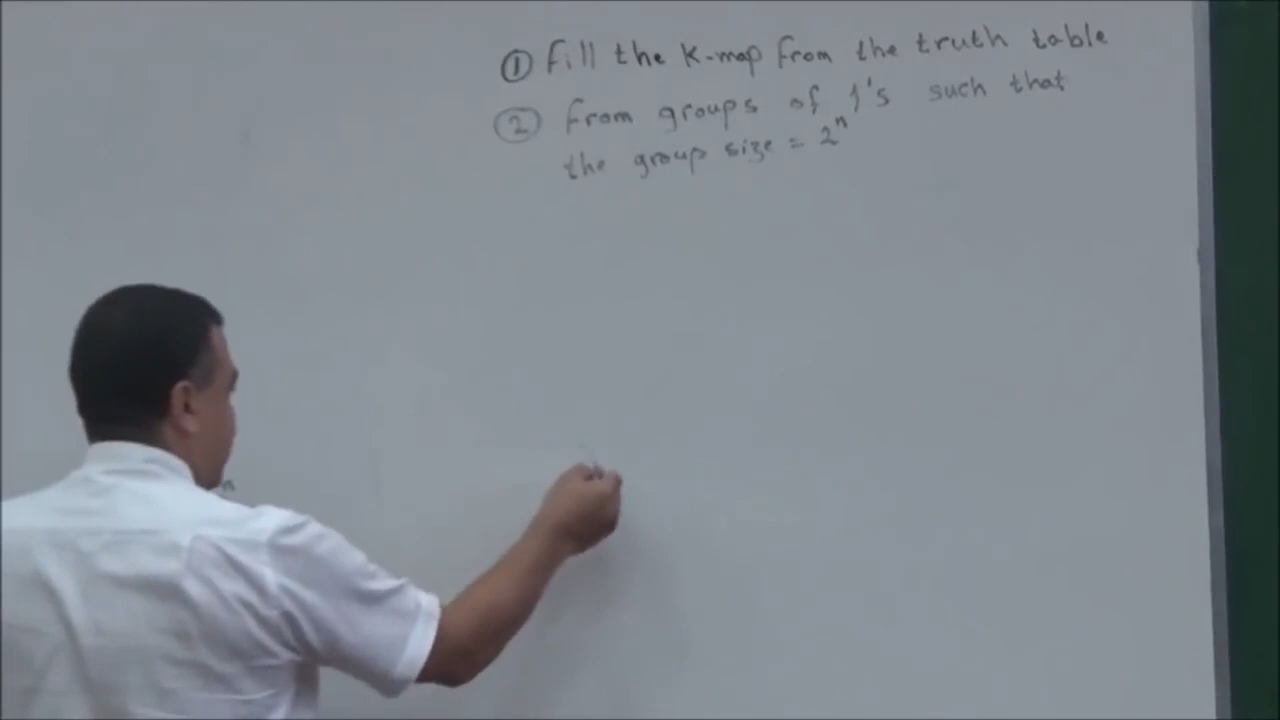 ① Fill the K-map from the truth table
② From groups of 1's such that
the group size = 2ⁿ
n